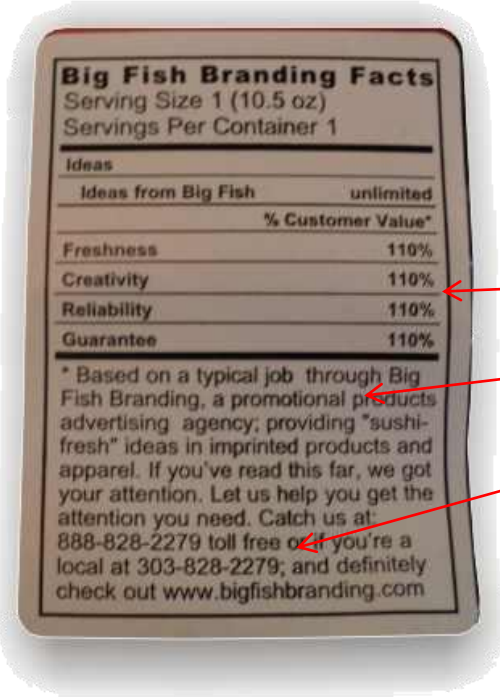 Big Fish Branding Facts
Serving Size 1 (10.5 oz)
Servings Per Container 1
Ideas
Ideas from Big Fish unlimited
% Customer Value*
Freshness 110%
Creativity 110%
Reliability 110%
Guarantee 110%
* Based on a typical job through Big
Fish Branding, a promotional products
advertising agency; providing "sushi-
fresh" ideas in imprinted products and
apparel. If you've read this far, we got
your attention. Let us help you get the
attention you need. Catch us at:
888-828-2279 toll free or if you're a
local at 303-828-2279; and definitely
check out www.bigfishbranding.com